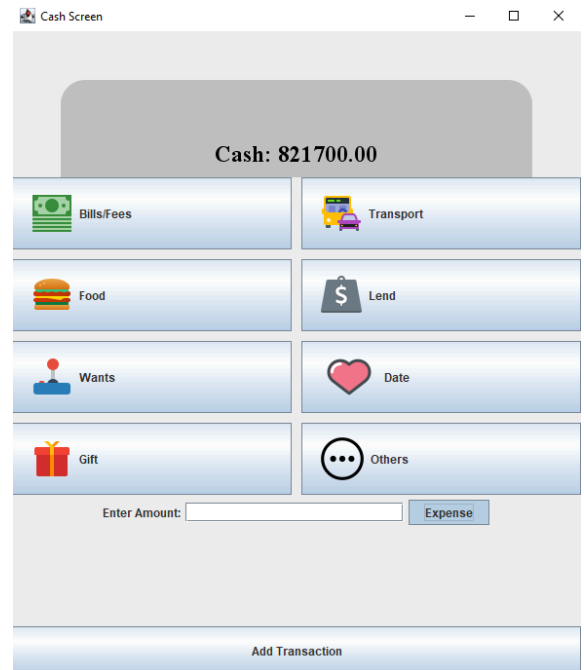 Cash Screen
Cash: 821700.00
Bills/Fees
Transport
Food
$ Lend
Wants
Date
Gift
Others
Enter Amount:
Expense
Add Transaction